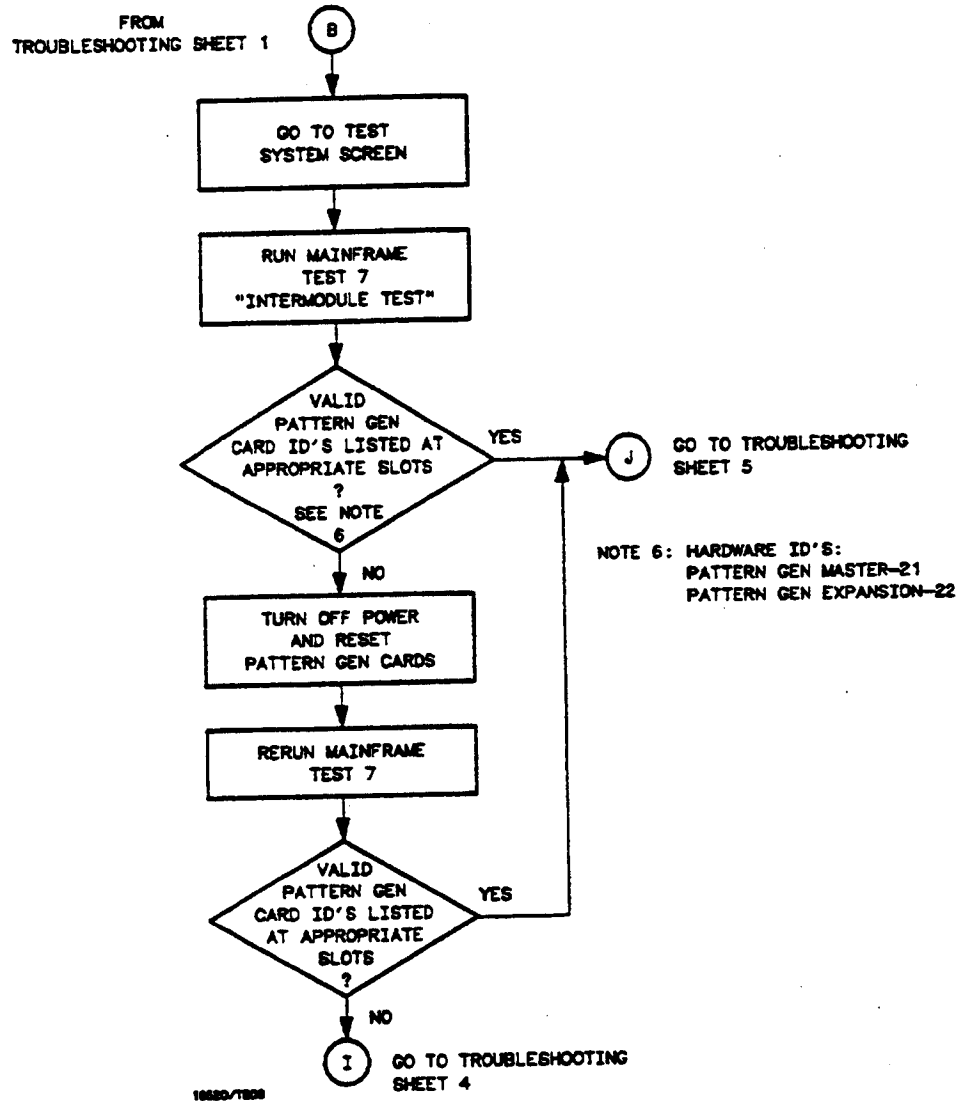 FROM
TROUBLESHOOTING SHEET 1
B
GO TO TEST
SYSTEM SCREEN
RUN MAINFRAME
TEST 7
"INTERMODULE TEST"
VALID
PATTERN GEN
CARD ID'S LISTED AT
APPROPRIATE SLOTS
?
SEE NOTE
6
YES
J
GO TO TROUBLESHOOTING
SHEET 5
NOTE 6: HARDWARE ID'S:
PATTERN GEN MASTER—21
PATTERN GEN EXPANSION—22
NO
TURN OFF POWER
AND RESET
PATTERN GEN CARDS
RERUN MAINFRAME
TEST 7
VALID
PATTERN GEN
CARD ID'S LISTED
AT APPROPRIATE
SLOTS
?
YES
NO
I
GO TO TROUBLESHOOTING
SHEET 4